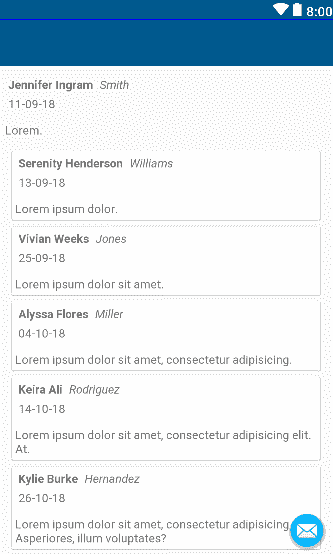 8:00
Jennifer Ingram Smith
11-09-18
Lorem.
Serenity Henderson Williams
13-09-18
Lorem ipsum dolor.
Vivian Weeks Jones
25-09-18
Lorem ipsum dolor sit amet.
Alyssa Flores Miller
04-10-18
Lorem ipsum dolor sit amet, consectetur adipisicing.
Keira Ali Rodriguez
14-10-18
Lorem ipsum dolor sit amet, consectetur adipisicing elit.
At.
Kylie Burke Hernandez
26-10-18
Lorem ipsum dolor sit amet, consectetur adipisicing
Asperiores, illum voluptates?